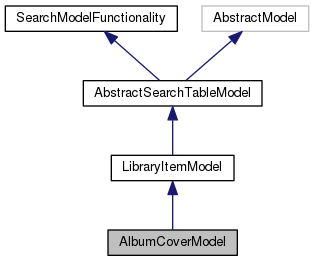 SearchModelFunctionality
AbstractModel
AbstractSearchTableModel
LibraryItemModel
AlbumCoverModel